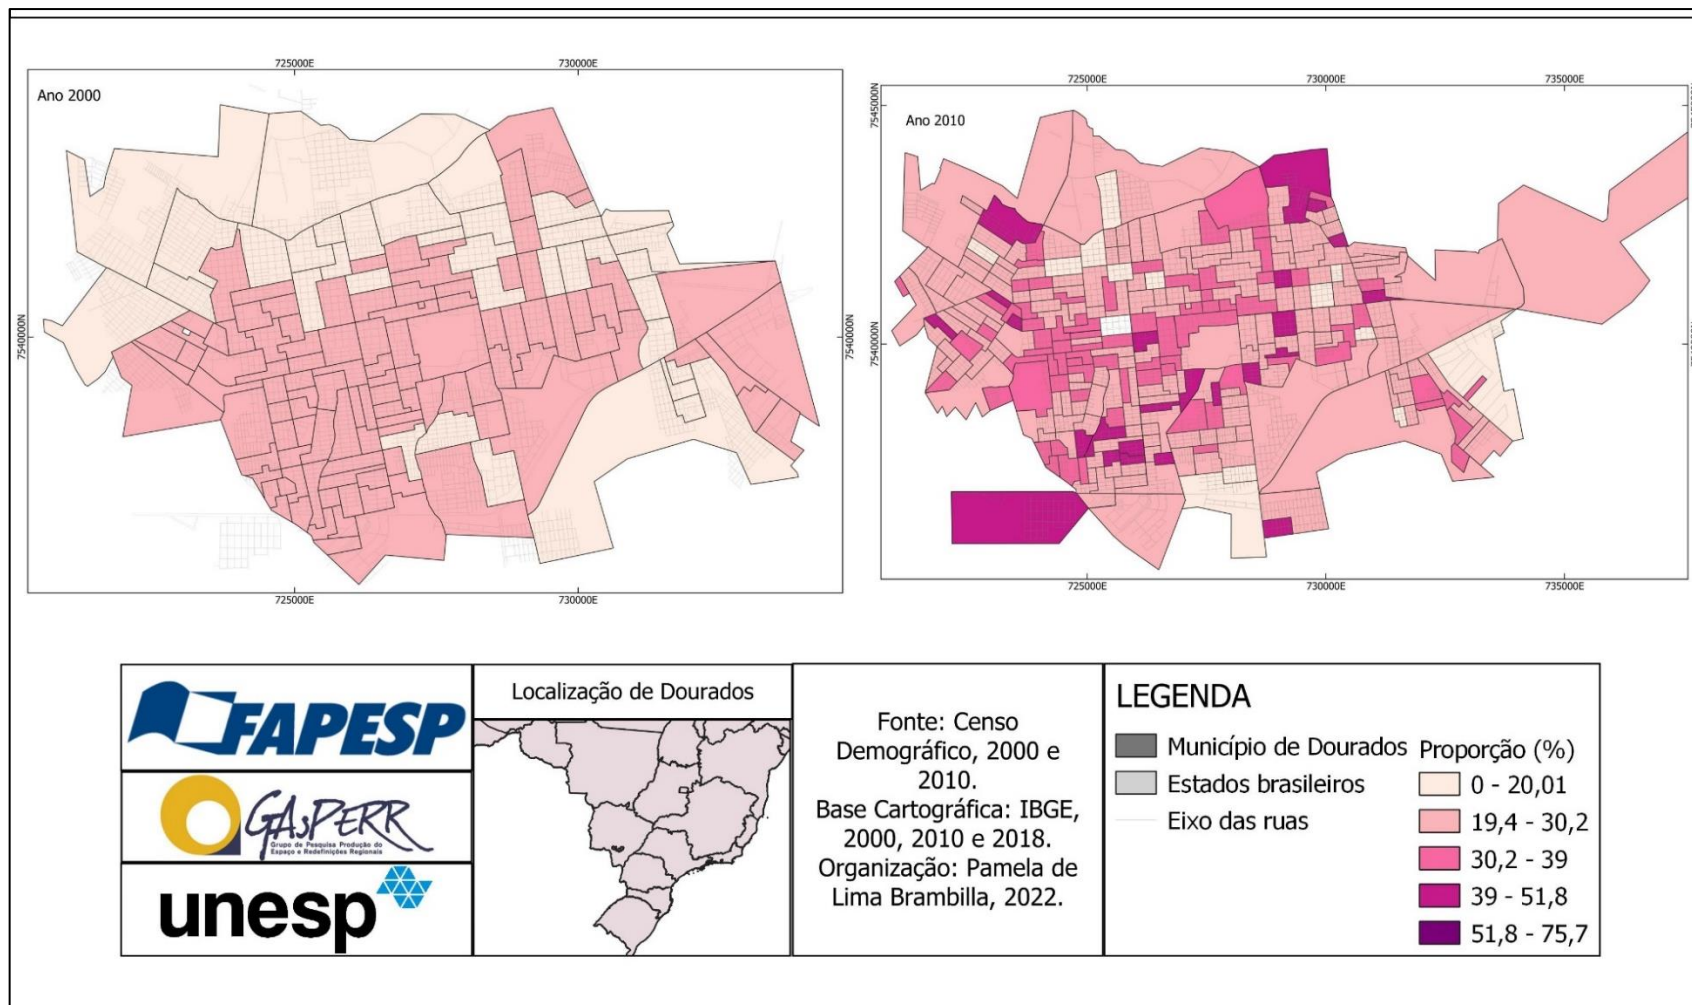 725000E
730000E
Ano 2000
7540000N
7540000N
725000E
730000E
725000E
730000E
735000E
7545000N
Ano 2010
7540000N
725000E
730000E
735000E
FAPESP
GAsPERR
Grupo de Pesquisa Produção do
Espaço e Redefinições Regionais
unesp
Localização de Dourados
Fonte: Censo
Demográfico, 2000 e
2010.
Base Cartográfica: IBGE,
2000, 2010 e 2018.
Organização: Pamela de
Lima Brambilla, 2022.
LEGENDA
Município de Dourados
Estados brasileiros
Eixo das ruas
Proporção (%)
0 - 20,01
19,4 - 30,2
30,2 - 39
39 - 51,8
51,8 - 75,7